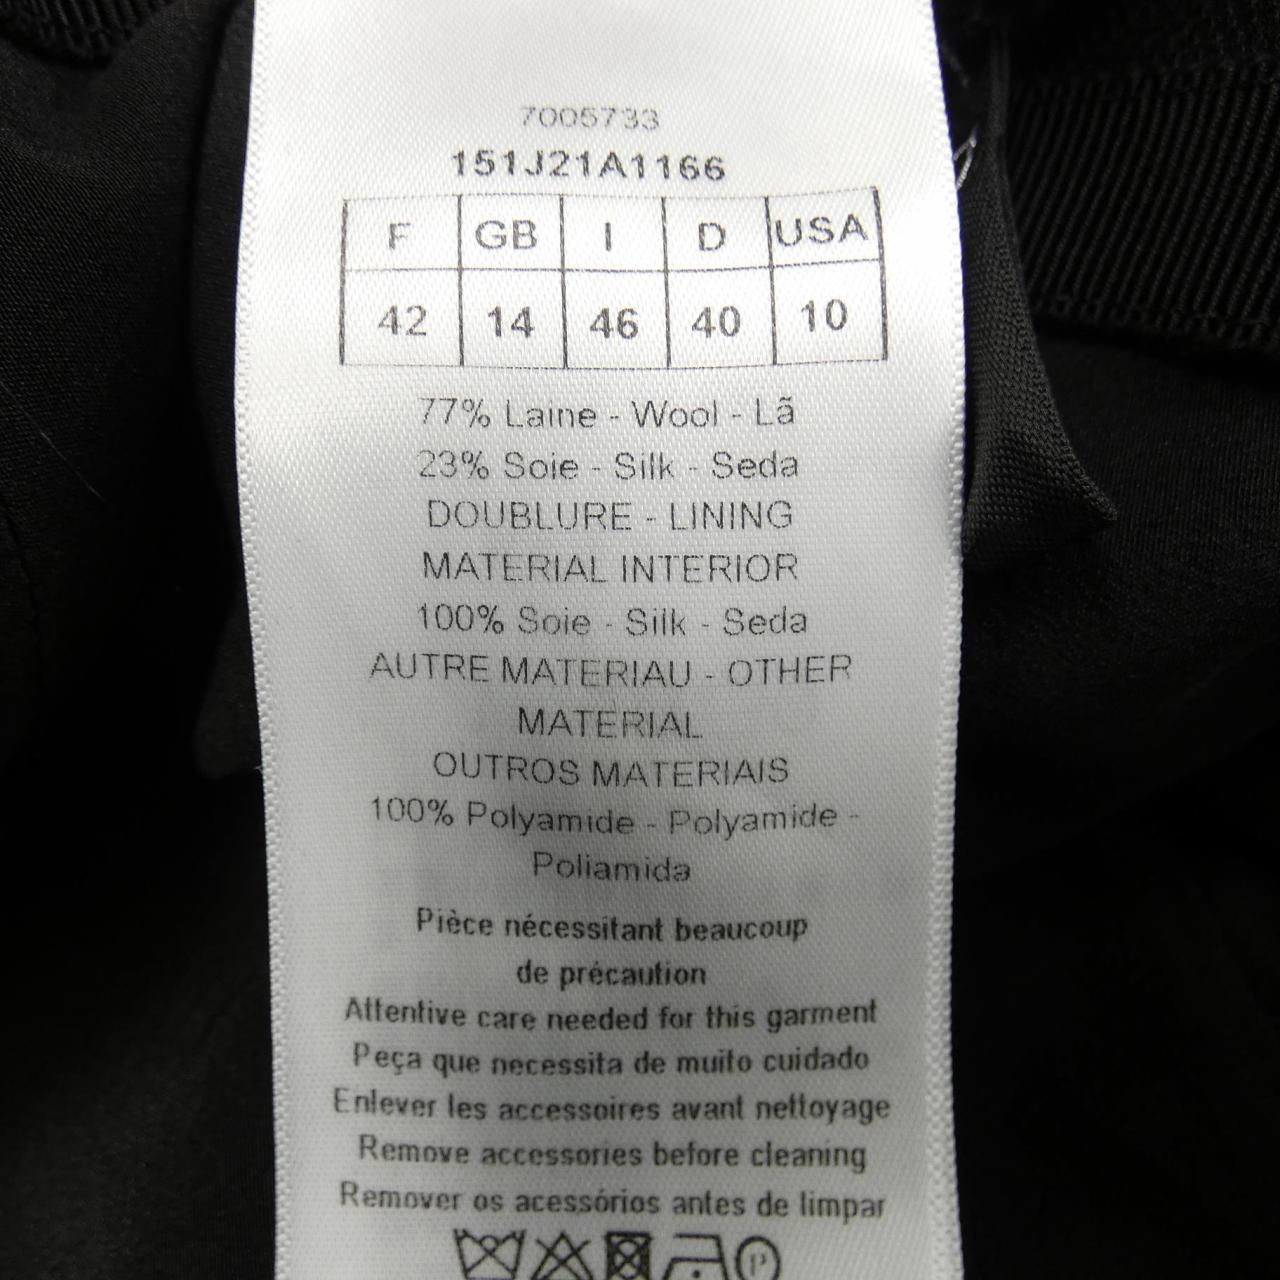 7005733
151J21A1166
F GB I D USA
42 14 46 40 10
77% Laine - Wool - Lã
23% Soie - Silk - Seda
DOUBLURE - LINING
MATERIAL INTERIOR
100% Soie - Silk - Seda
AUTRE MATERIAU - OTHER
MATERIAL
OUTROS MATERIAIS
100% Polyamide - Polyamide -
Poliamida
Pièce nécessitant beaucoup
de précaution
Attentive care needed for this garment
Peça que necessita de muito cuidado
Enlever les accessoires avant nettoyage
Remove accessories before cleaning
Remover os acessórios antes de limpar
P